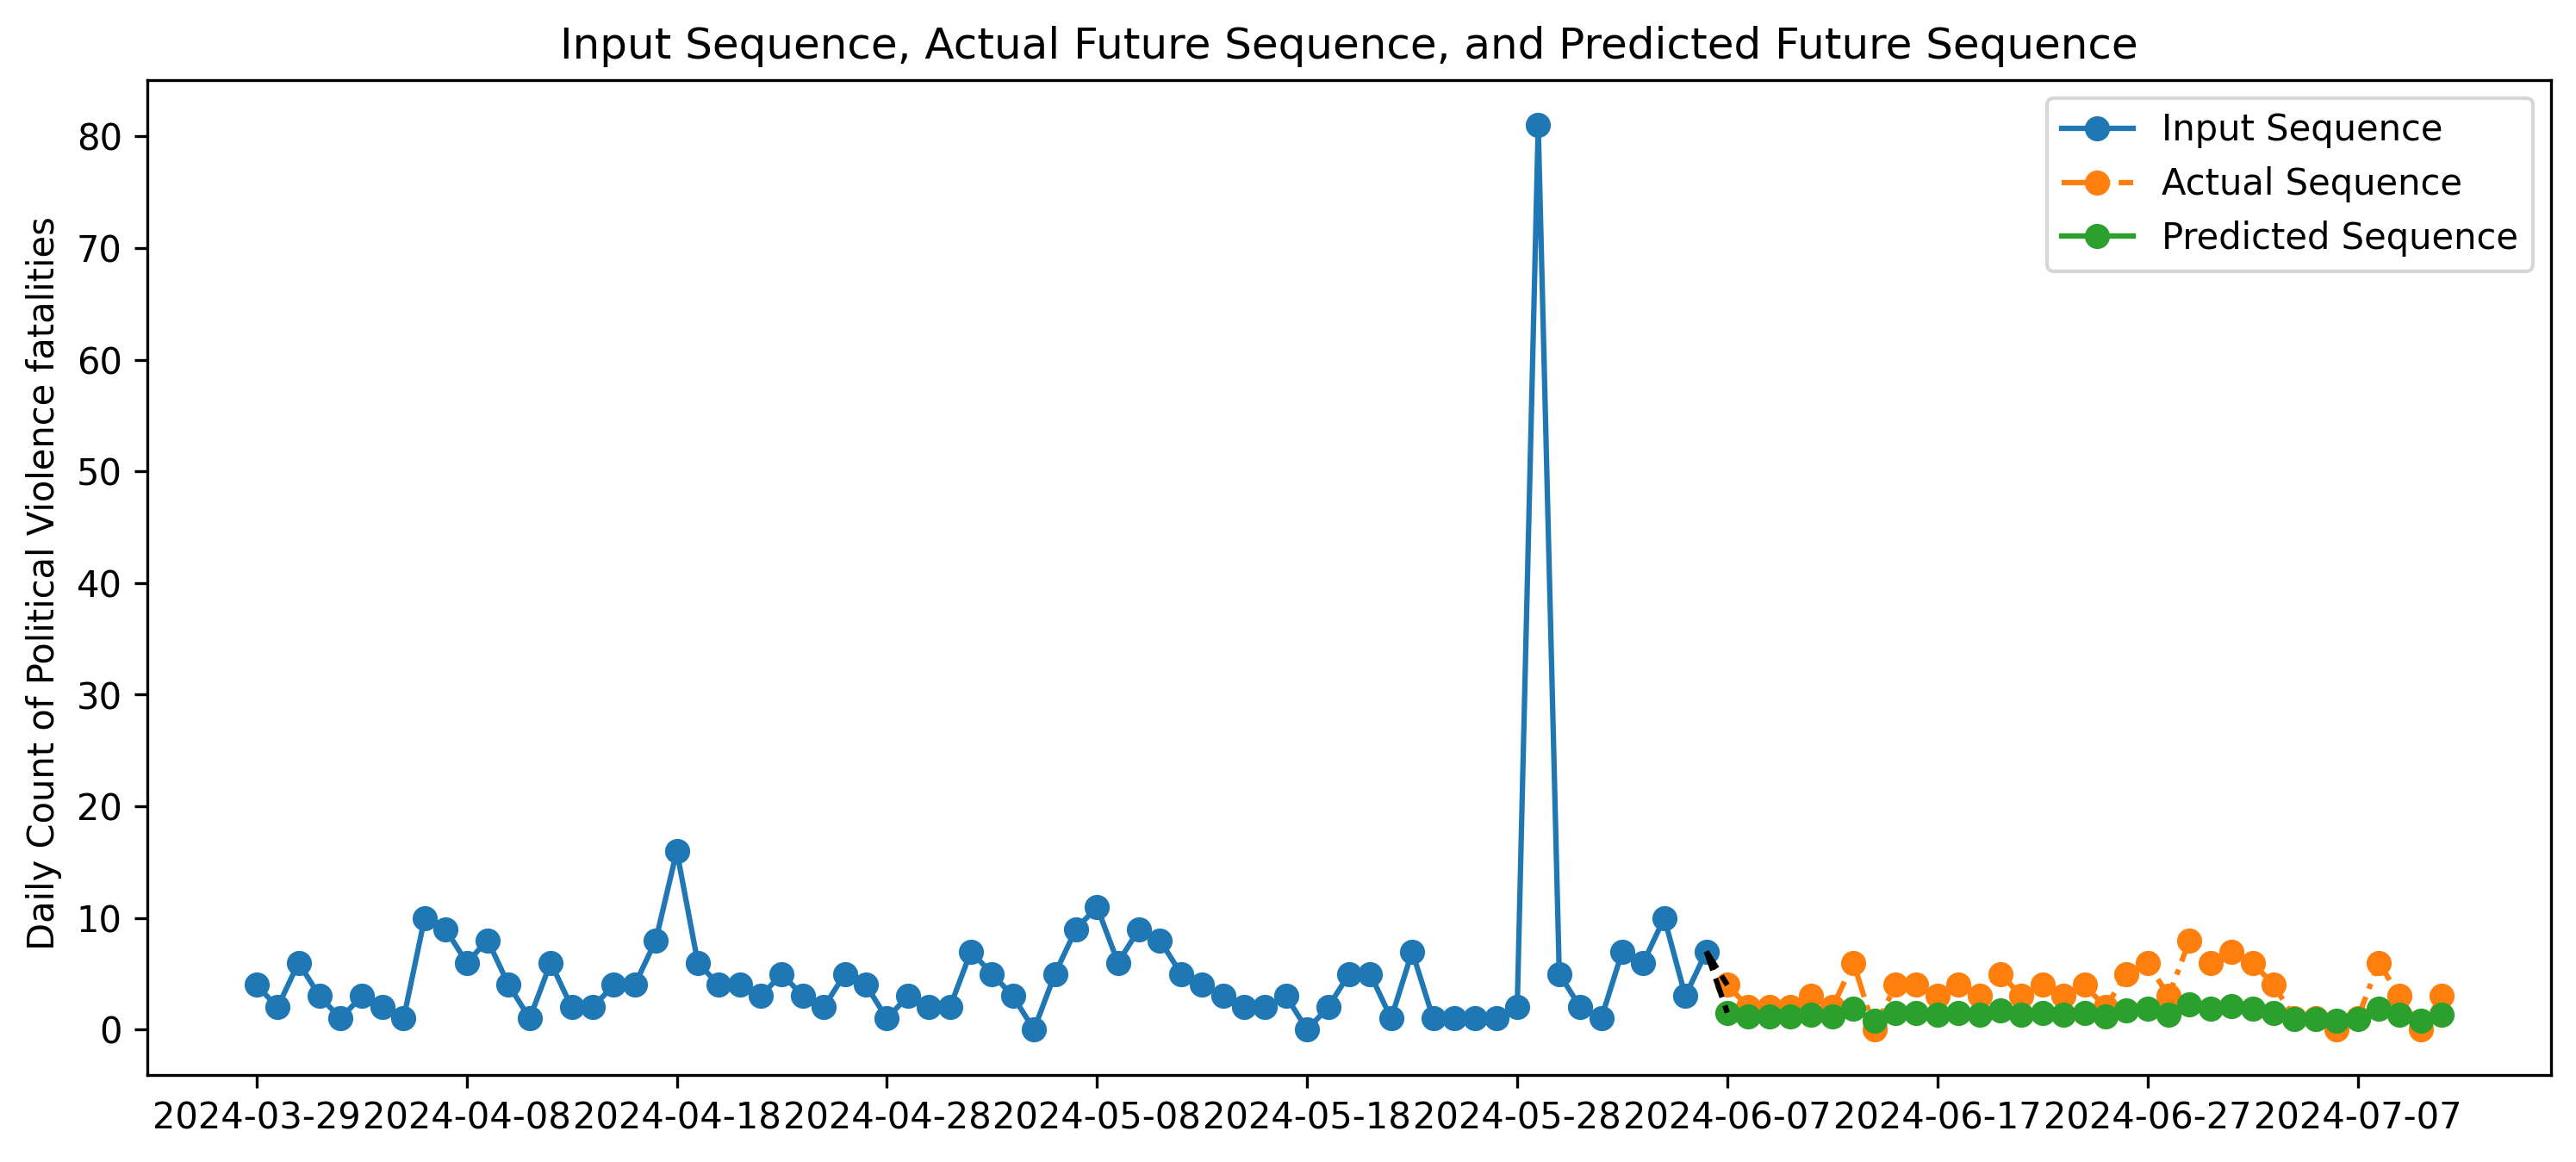 Input Sequence, Actual Future Sequence, and Predicted Future Sequence
Daily Count of Political Violence fatalities
80
70
60
50
40
30
20
10
0
Input Sequence
Actual Sequence
Predicted Sequence
2024-03-29 2024-04-08 2024-04-18 2024-04-28 2024-05-08 2024-05-18 2024-05-28 2024-06-07 2024-06-17 2024-06-27 2024-07-07